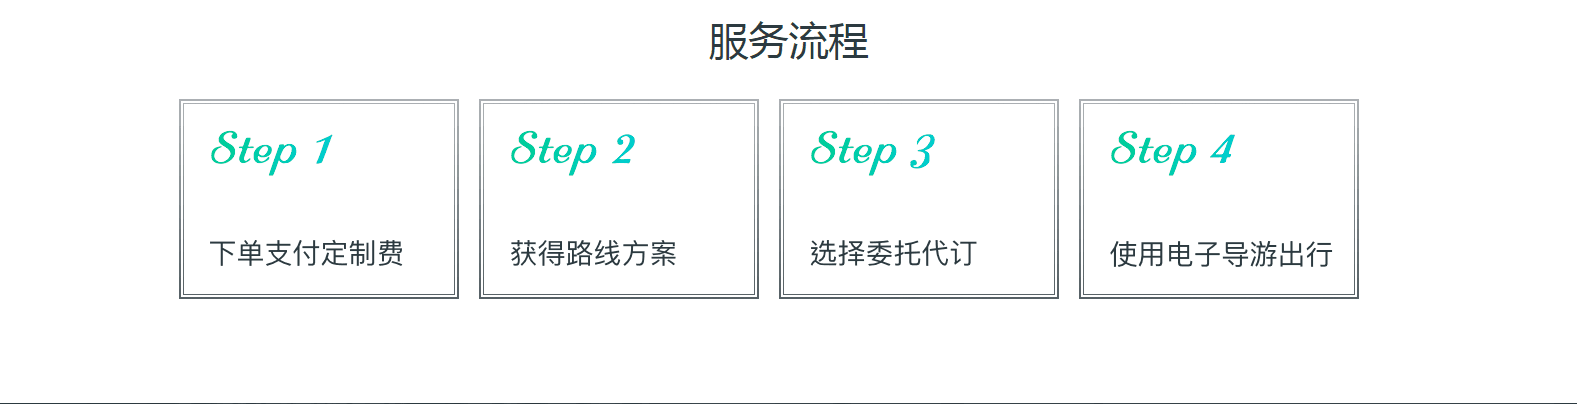 服务流程
Step 1
下单支付定制费
Step 2
获得路线方案
Step 3
选择委托代订
Step 4
使用电子导游出行